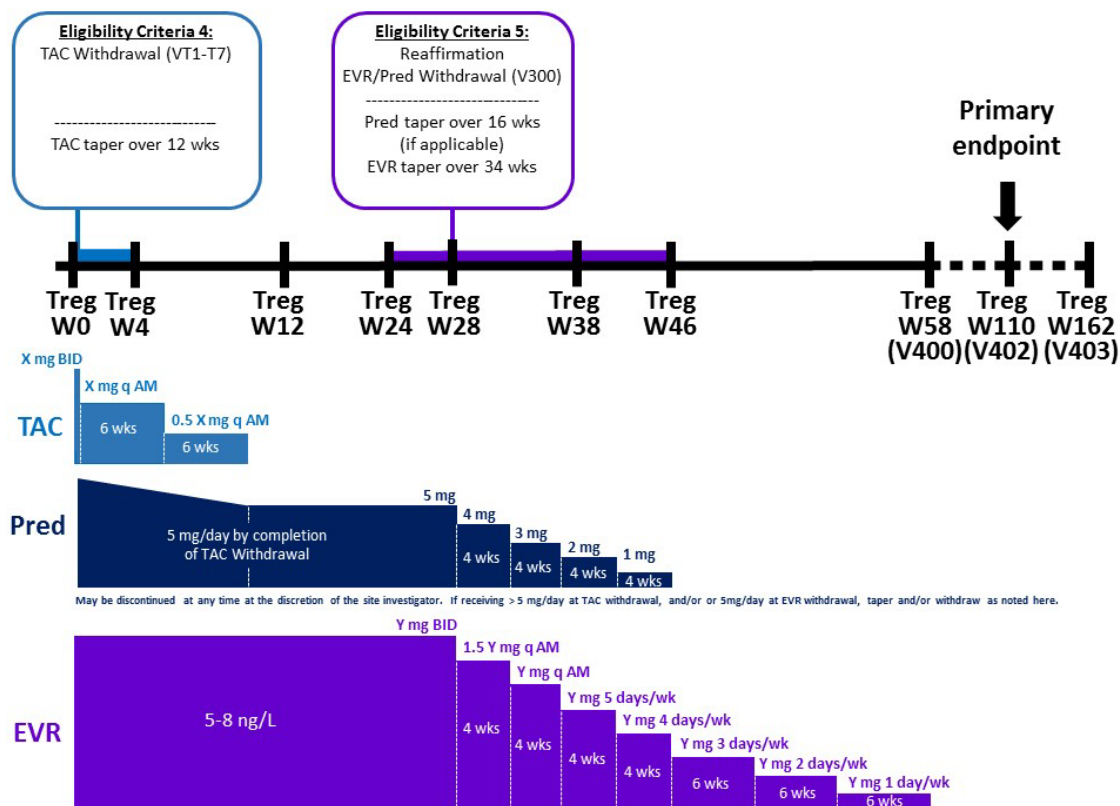 Eligibility Criteria 4:
TAC Withdrawal (VT1-T7)
----------------------------
TAC taper over 12 wks
Eligibility Criteria 5:
Reaffirmation
EVR/Pred Withdrawal (V300)
-------------------------------
Pred taper over 16 wks
(if applicable)
EVR taper over 34 wks
Primary
endpoint
Treg
W0
Treg
W4
Treg
W12
Treg
W24
Treg
W28
Treg
W38
Treg
W46
Treg
W58
(V400)
Treg
W110
(V402)
Treg
W162
(V403)
TAC
X mg BID
X mg q AM
6 wks
0.5 X mg q AM
6 wks
Pred
5 mg/day by completion
of TAC Withdrawal
5 mg
4 mg
4 wks
3 mg
4 wks
2 mg
4 wks
1 mg
4 wks
May be discontinued at any time at the discretion of the site investigator. If receiving > 5 mg/day at TAC withdrawal, and/or or 5mg/day at EVR withdrawal, taper and/or withdraw as noted here.
EVR
5-8 ng/L
Y mg BID
1.5 Y mg q AM
4 wks
Y mg q AM
4 wks
Y mg 5 days/wk
4 wks
Y mg 4 days/wk
4 wks
Y mg 3 days/wk
6 wks
Y mg 2 days/wk
6 wks
Y mg 1 day/wk
6 wks